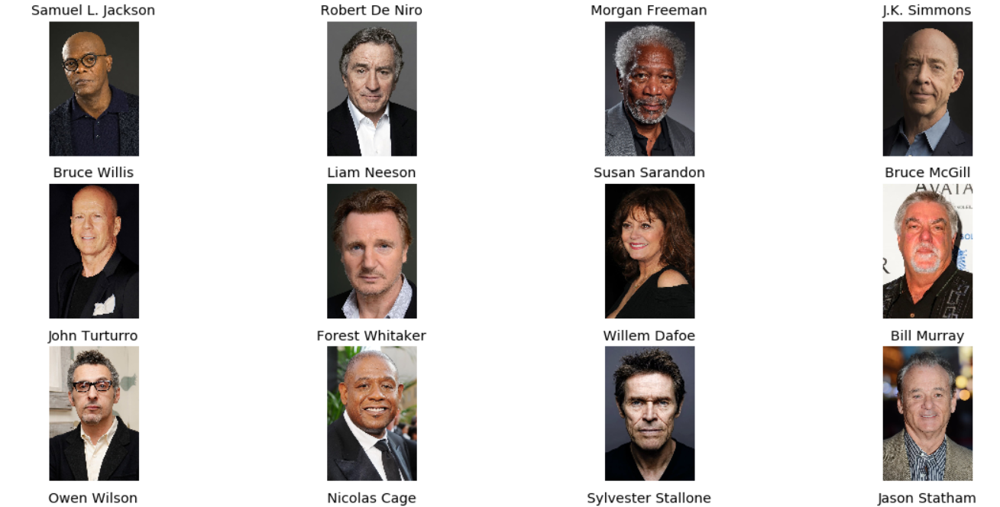 Samuel L. Jackson
Robert De Niro
Morgan Freeman
J.K. Simmons
Bruce Willis
Liam Neeson
Susan Sarandon
Bruce McGill
AVATA
SOL
R
John Turturro
Forest Whitaker
Willem Dafoe
Bill Murray
Owen Wilson
Nicolas Cage
Sylvester Stallone
Jason Statham